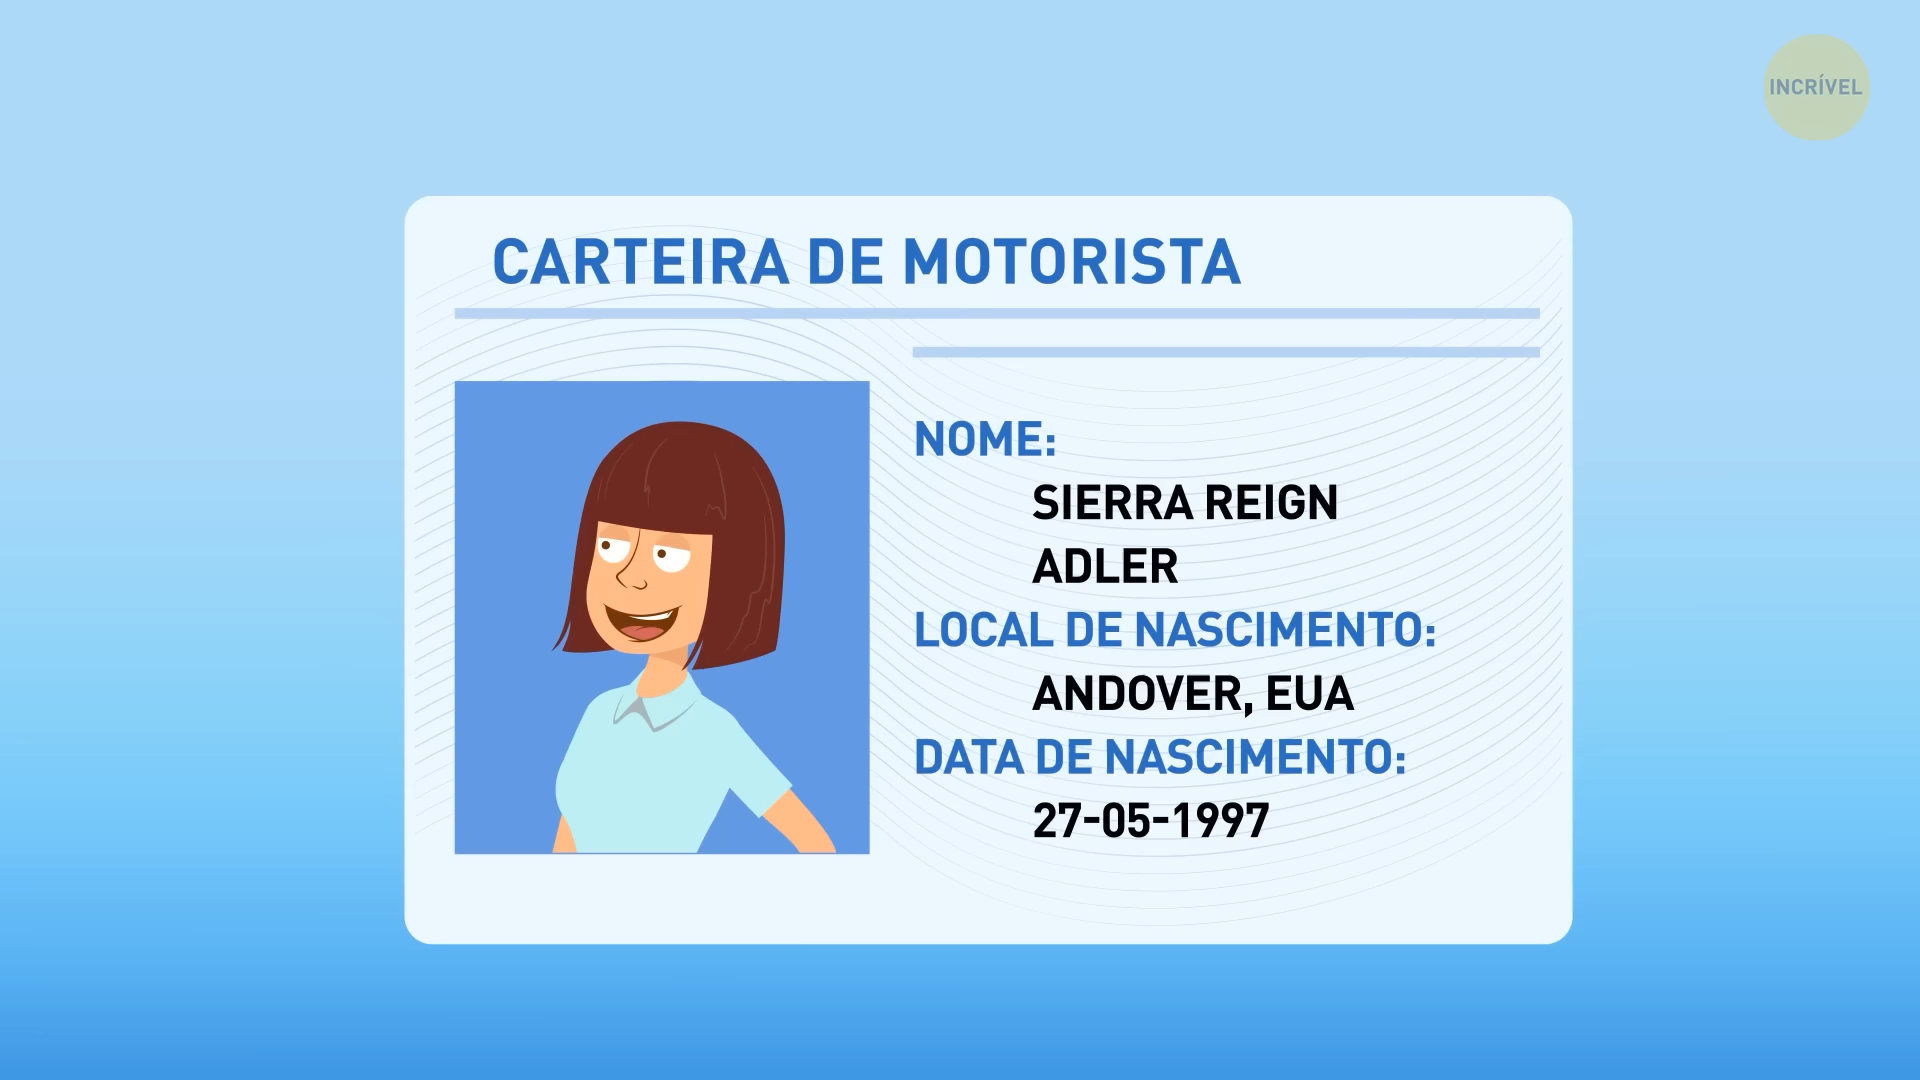 INCRÍVEL
CARTEIRA DE MOTORISTA
NOME:
SIERRA REIGN
ADLER
LOCAL DE NASCIMENTO:
ANDOVER, EUA
DATA DE NASCIMENTO:
27-05-1997